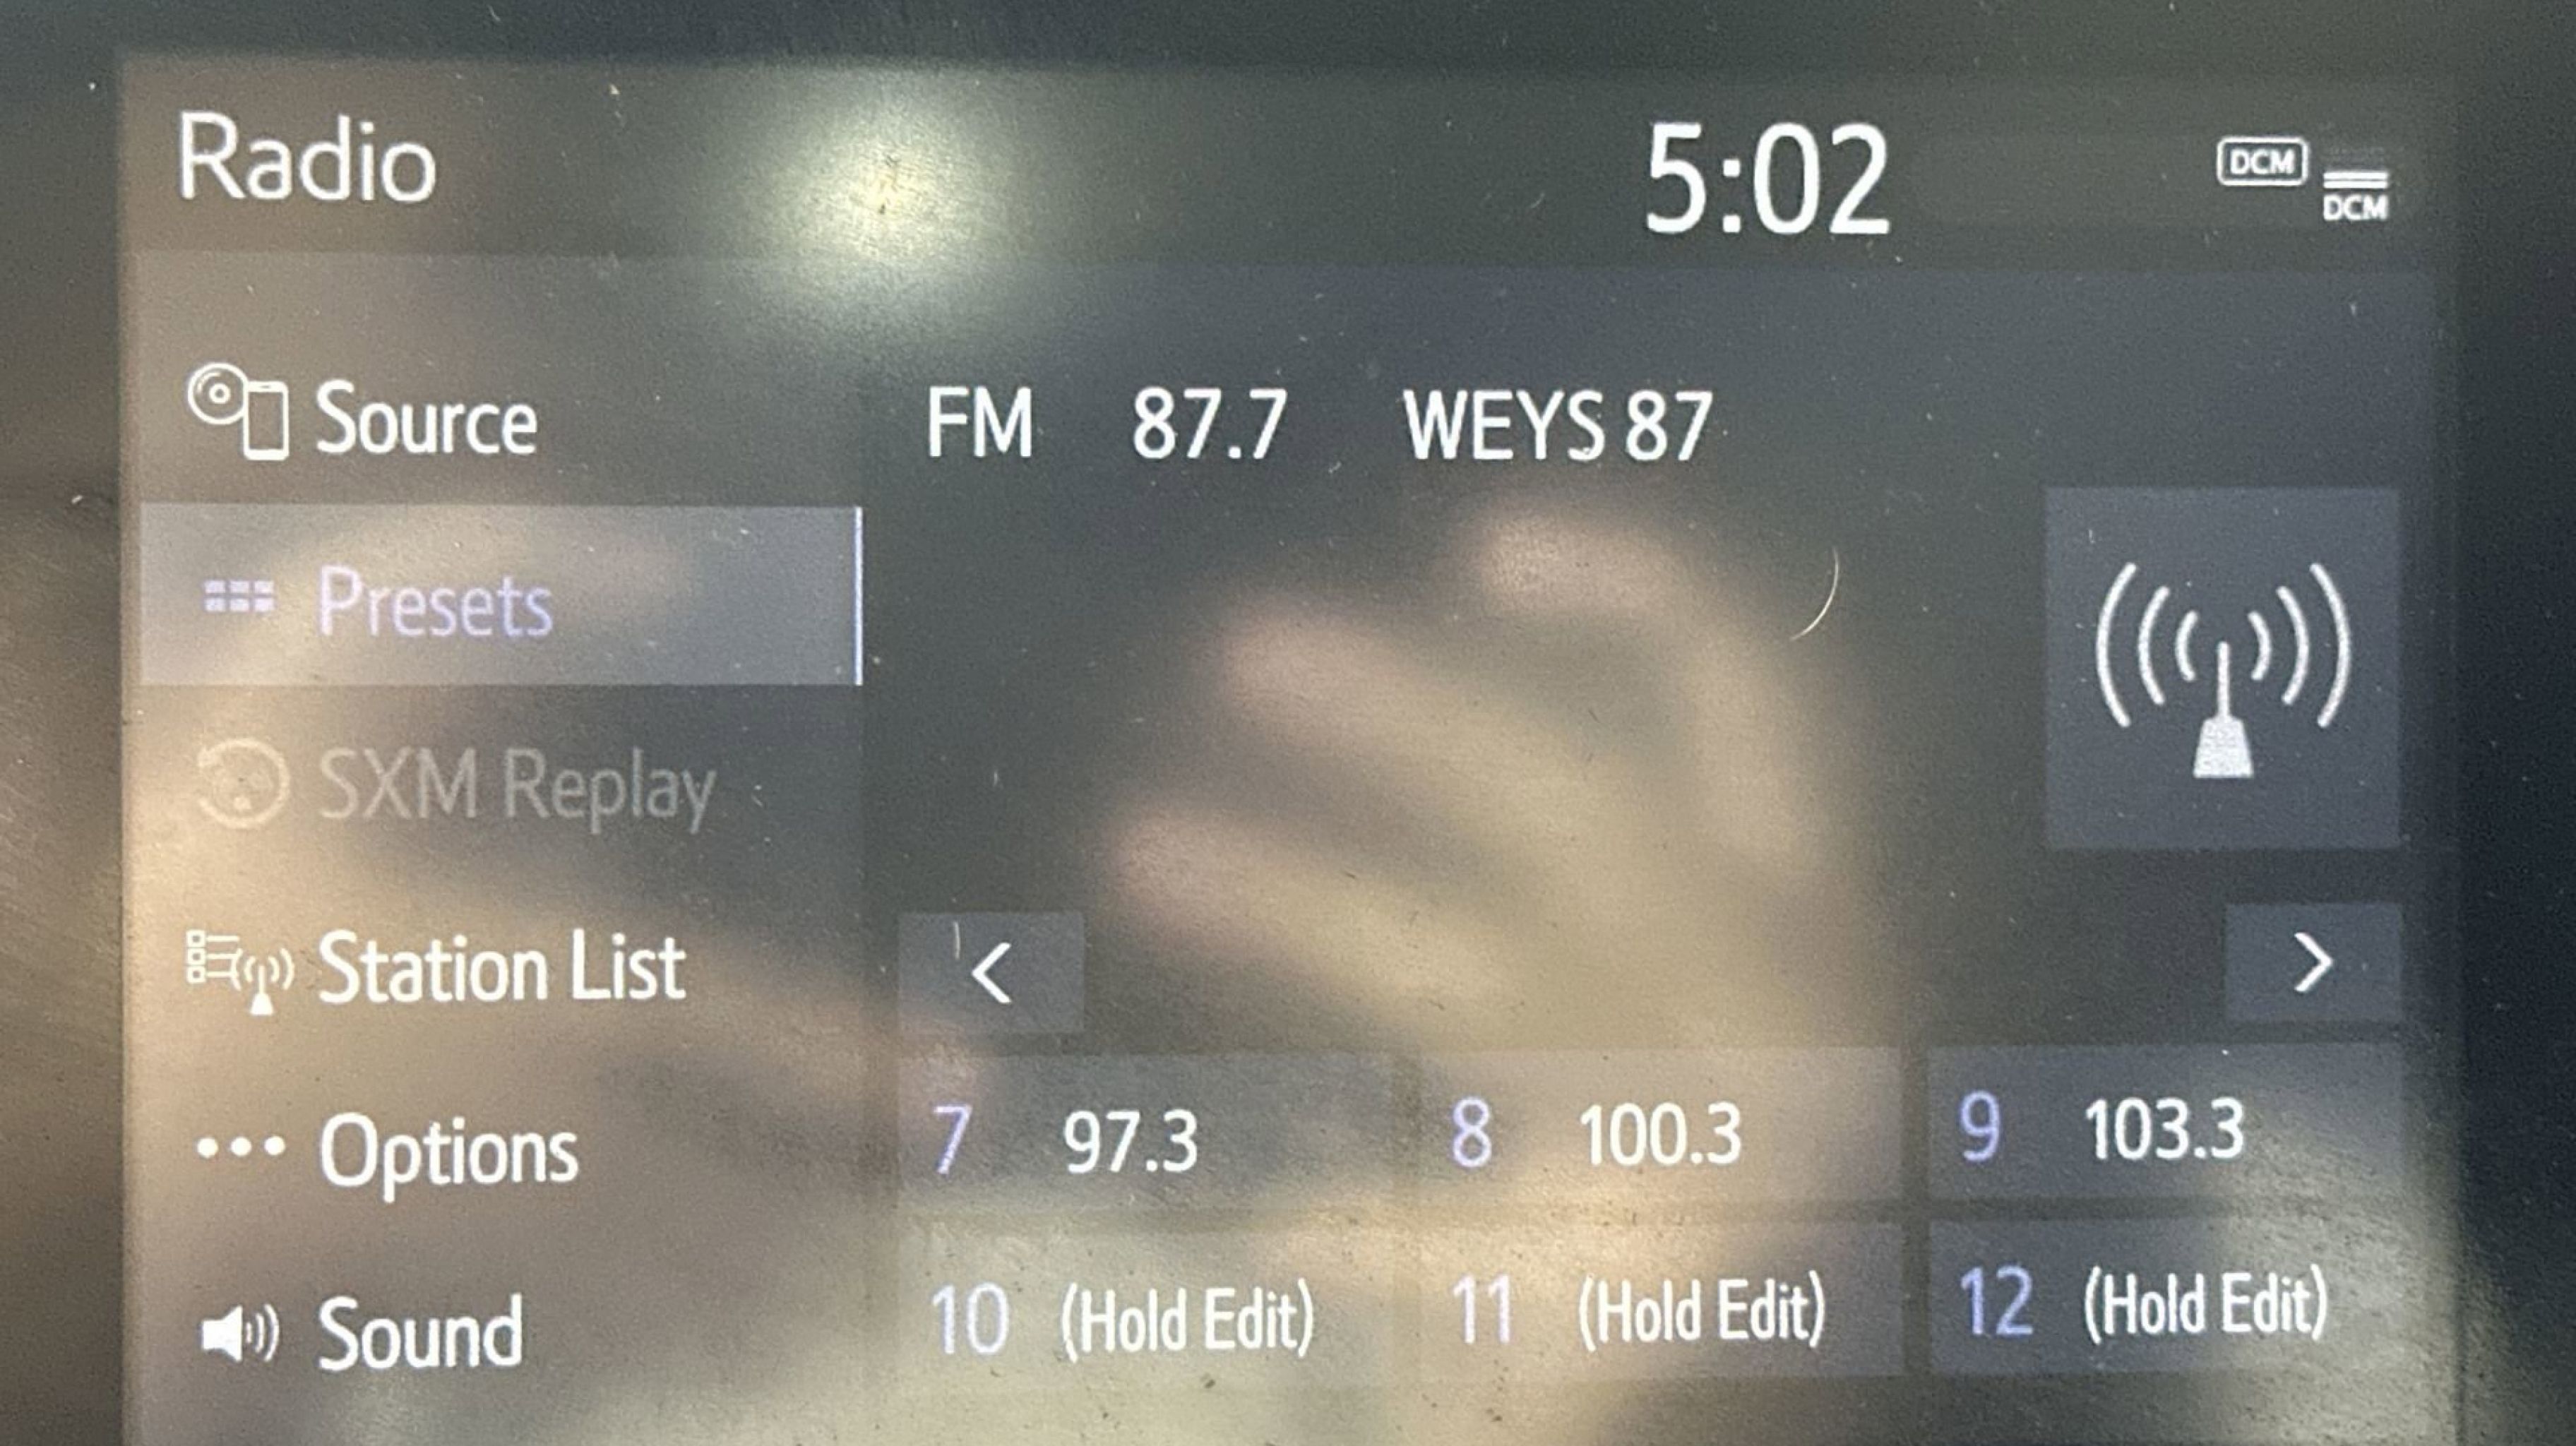 Radio 5:02 DCM
DCM
Source
FM 87.7 WEYS 87
Presets
SXM Replay
Station List
<
>
Options
7 97.3 8 100.3 9 103.3
Sound
10 (Hold Edit) 11 (Hold Edit) 12 (Hold Edit)